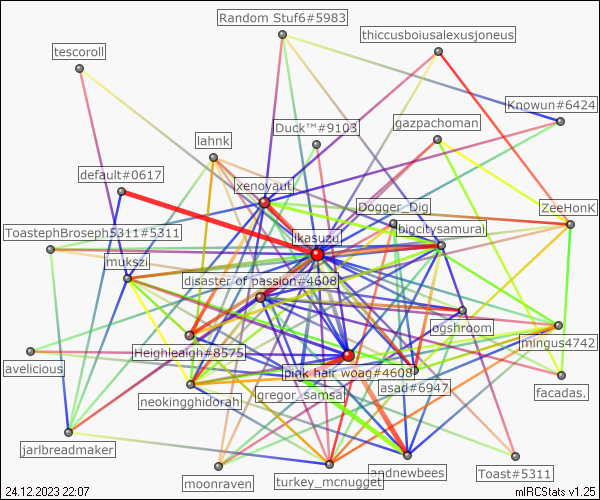 Random Stuf6#5983
thiccusboiusalexusjoneus
tescoroll
Knowun#6424
gazpachoman
Duck™#9103
lahnk
default#0617
xenovaut
Dogger_Dig
ZeeHonK
bigcitysamurai
ToastephBroseph5311#5311
ikasuzu
mukszi
disaster of passion#4608
ogshroom
mingus4742
Heighleaigh#8575
avelicious
pink hair woag#4608
asad#6947
facadas.
gregor_samsa
neokingghidorah
jarlbreadmaker
andnewbees
Toast#5311
turkey_mcnugget
moonraven
24.12.2023 22:07
mIRCStats v1.25